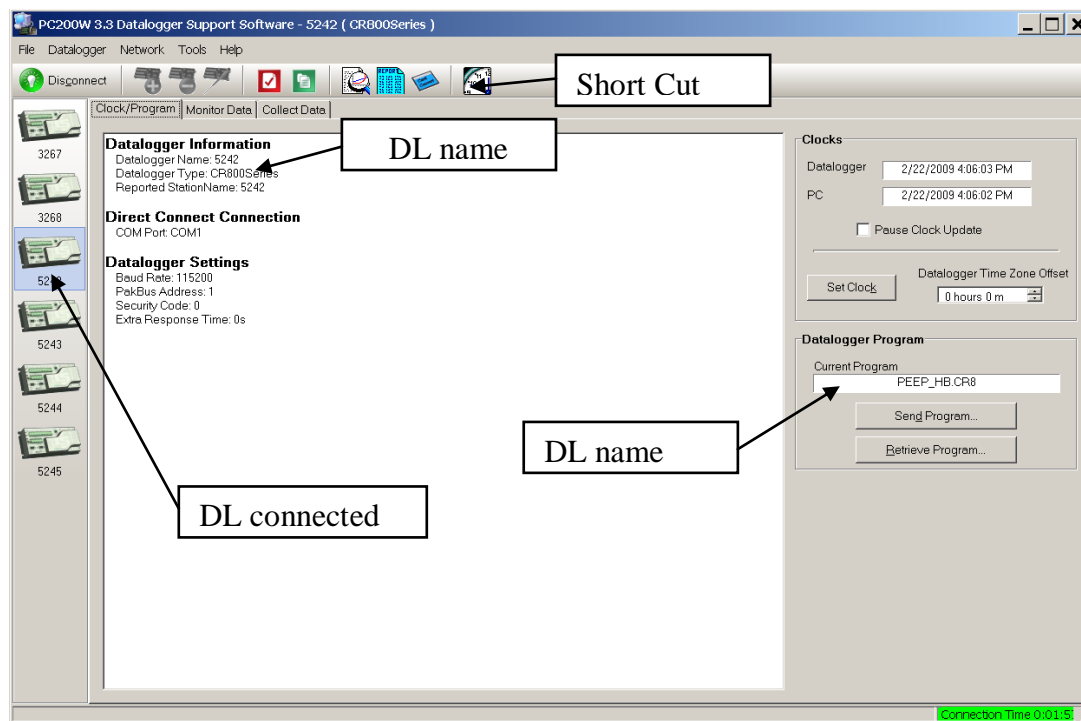 PC200W 3.3 Datalogger Support Software - 5242 ( CR800Series )
File Datalogger Network Tools Help
Disconnect
Short Cut
Clock/Program Monitor Data Collect Data
3267
3268
5243
5244
5245
Datalogger Information
Datalogger Name: 5242
Datalogger Type: CR800Series
Reported StationName: 5242
DL name
Direct Connect Connection
COM Port: COM1
Datalogger Settings
Baud Rate: 115200
PakBus Address: 1
Security Code: 0
Extra Response Time: 0s
DL connected
DL name
Clocks
Datalogger 2/22/2009 4:06:03 PM
PC 2/22/2009 4:06:02 PM
Pause Clock Update
Set Clock
Datalogger Time Zone Offset
0 hours 0 m
Datalogger Program
Current Program
PEEP_HB.CR8
Send Program...
Retrieve Program...
Connection Time 0:01:5